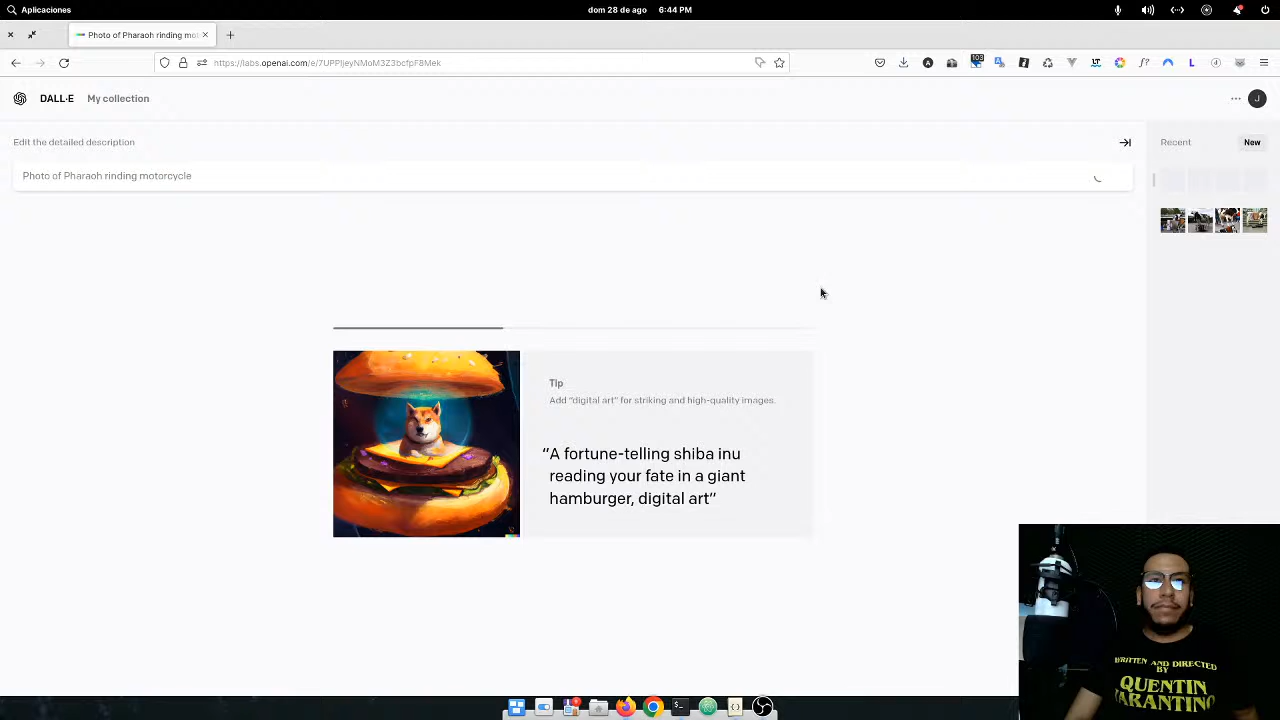 Aplicaciones
dom 28 de ago 6:44 PM
Photo of Pharaoh rinding mot
https://labs.openai.com/e/7UPPIjeyNMoM3Z3bcfpF8Mek
103
DALL·E My collection
J
Edit the detailed description
Recent New
Photo of Pharaoh rinding motorcycle
Tip
Add "digital art" for striking and high-quality images.
"A fortune-telling shiba inu
reading your fate in a giant
hamburger, digital art"
WRITTEN AND DIRECTED
BY
QUENTIN
TARANTINO